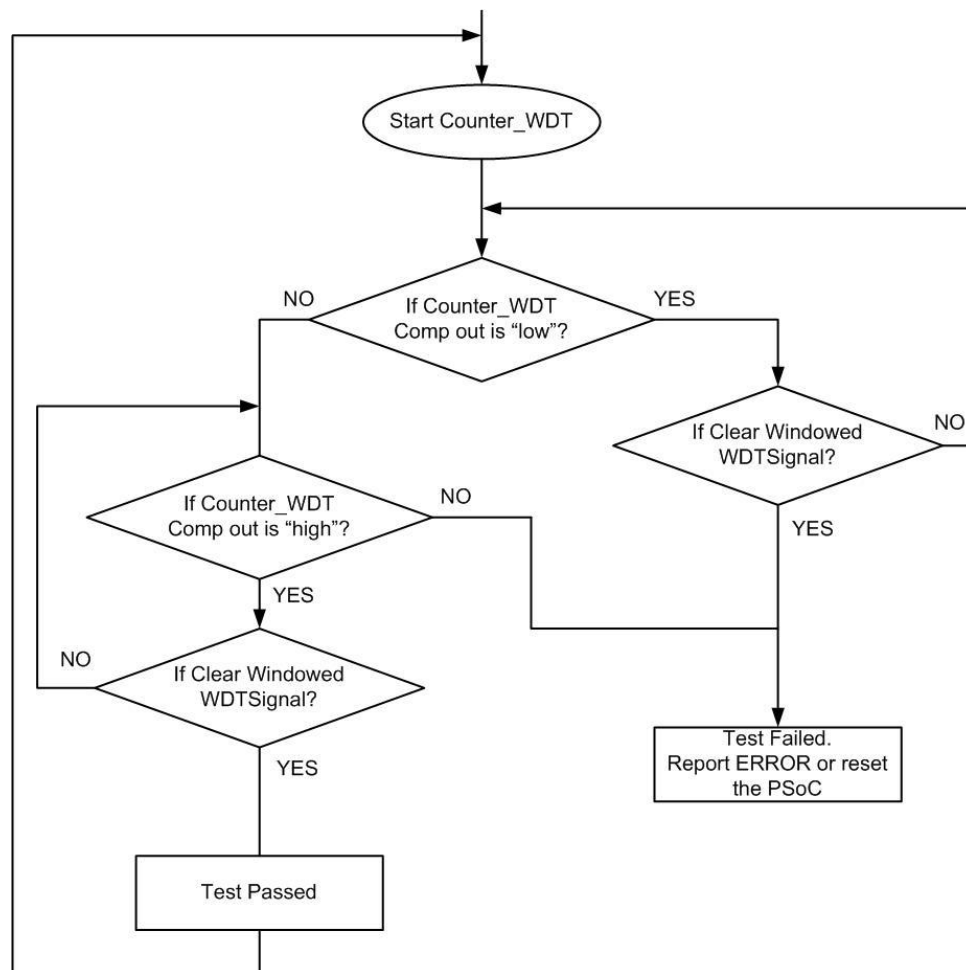 Start Counter_WDT
NO
YES
If Counter_WDT
Comp out is “low”?
If Clear Windowed
WDTSignal?
NO
YES
If Counter_WDT
Comp out is “high”?
NO
YES
If Clear Windowed
WDTSignal?
NO
YES
Test Failed.
Report ERROR or reset
the PSoC
Test Passed